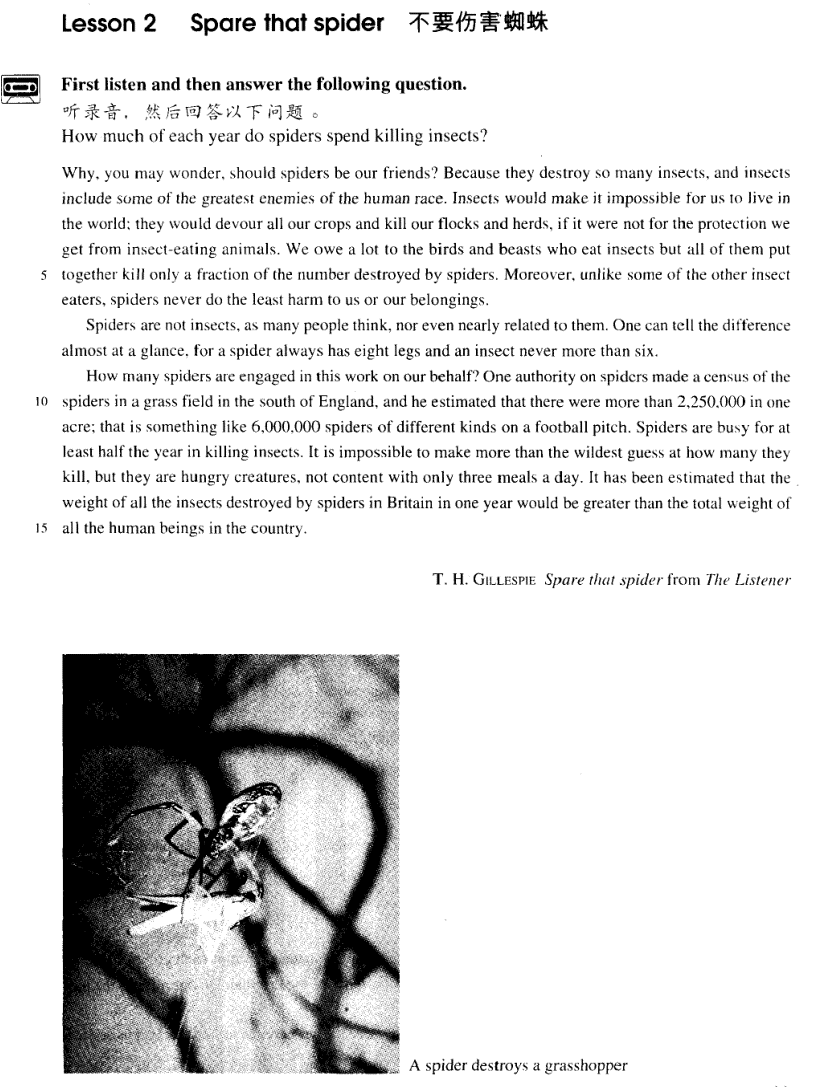 Lesson 2 Spare that spider 不要伤害蜘蛛
First listen and then answer the following question.
听录音，然后回答以下问题。
How much of each year do spiders spend killing insects?
Why, you may wonder, should spiders be our friends? Because they destroy so many insects, and insects
include some of the greatest enemies of the human race. Insects would make it impossible for us to live in
the world; they would devour all our crops and kill our flocks and herds, if it were not for the protection we
get from insect-eating animals. We owe a lot to the birds and beasts who eat insects but all of them put
5 together kill only a fraction of the number destroyed by spiders. Moreover, unlike some of the other insect
eaters, spiders never do the least harm to us or our belongings.
Spiders are not insects, as many people think, nor even nearly related to them. One can tell the difference
almost at a glance, for a spider always has eight legs and an insect never more than six.
How many spiders are engaged in this work on our behalf? One authority on spiders made a census of the
10 spiders in a grass field in the south of England, and he estimated that there were more than 2,250,000 in one
acre; that is something like 6,000,000 spiders of different kinds on a football pitch. Spiders are busy for at
least half the year in killing insects. It is impossible to make more than the wildest guess at how many they
kill, but they are hungry creatures, not content with only three meals a day. It has been estimated that the
weight of all the insects destroyed by spiders in Britain in one year would be greater than the total weight of
15 all the human beings in the country.
T. H. GILLESPIE Spare that spider from The Listener
A spider destroys a grasshopper